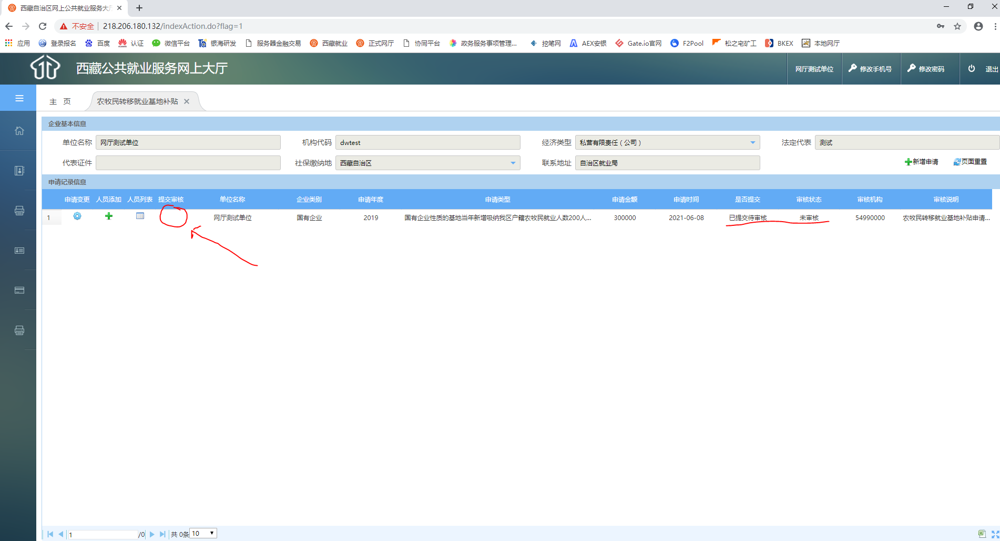 西藏自治区网上公共就业服务大厅
不安全 218.206.180.132/indexAction.do?flag=1
应用 登录报名 百度 认证 微信平台 银海研发 服务器金融交易 西藏就业 正式网厅 协同平台 政务服务事项管理... 挖笔网 AEX安银 Gate.io官网 F2Pool 松之宅矿工 BKEX 本地网厅
西藏公共就业服务网上大厅 网厅测试单位 修改手机号 修改密码 退出
主 页 农牧民转移就业基地补贴
企业基本信息
单位名称 网厅测试单位 机构代码 dwtest 经济类型 私营有限责任（公司） 法定代表 测试
代表证件 社保缴纳地 西藏自治区 联系地址 自治区就业局 新增申请 页面重置
申请记录信息
申请变更 人员添加 人员列表 提交审核 单位名称 企业类别 申请年度 申请类型 申请金额 申请时间 是否提交 审核状态 审核机构 审核说明
1 网厅测试单位 国有企业 2019 国有企业性质的基地当年新增吸纳我区户籍农牧民就业人数200人... 300000 2021-06-08 已提交待审核 未审核 54990000 农牧民转移就业基地补贴申请...
1 /0 共 0条 10